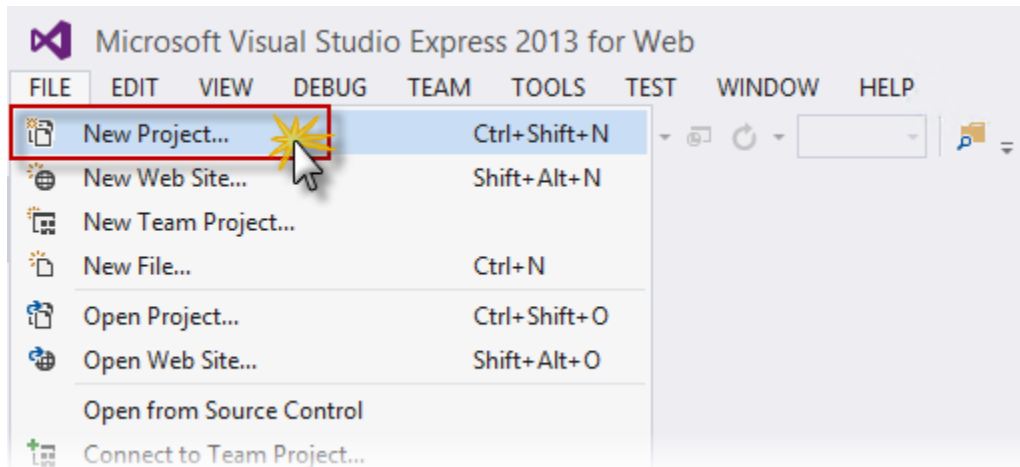 Microsoft Visual Studio Express 2013 for Web
FILE EDIT VIEW DEBUG TEAM TOOLS TEST WINDOW HELP
New Project... Ctrl+Shift+N
New Web Site... Shift+Alt+N
New Team Project...
New File... Ctrl+N
Open Project... Ctrl+Shift+O
Open Web Site... Shift+Alt+O
Open from Source Control
Connect to Team Project...